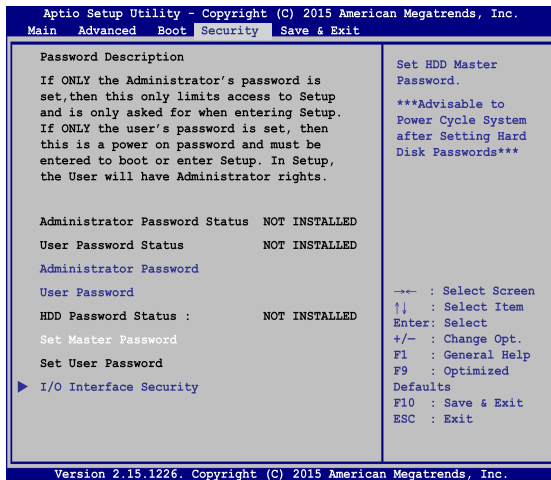 Aptio Setup Utility - Copyright (C) 2015 American Megatrends, Inc.
Main Advanced Boot Security Save & Exit
Password Description
If ONLY the Administrator's password is
set,then this only limits access to Setup
and is only asked for when entering Setup.
If ONLY the user's password is set, then
this is a power on password and must be
entered to boot or enter Setup. In Setup,
the User will have Administrator rights.
Administrator Password Status NOT INSTALLED
User Password Status NOT INSTALLED
Administrator Password
User Password
HDD Password Status : NOT INSTALLED
Set Master Password
Set User Password
I/O Interface Security
Set HDD Master
Password.
***Advisable to
Power Cycle System
after Setting Hard
Disk Passwords***
→← : Select Screen
↑↓ : Select Item
Enter: Select
+/— : Change Opt.
F1 : General Help
F9 : Optimized
Defaults
F10 : Save & Exit
ESC : Exit
Version 2.15.1226. Copyright (C) 2015 American Megatrends, Inc.